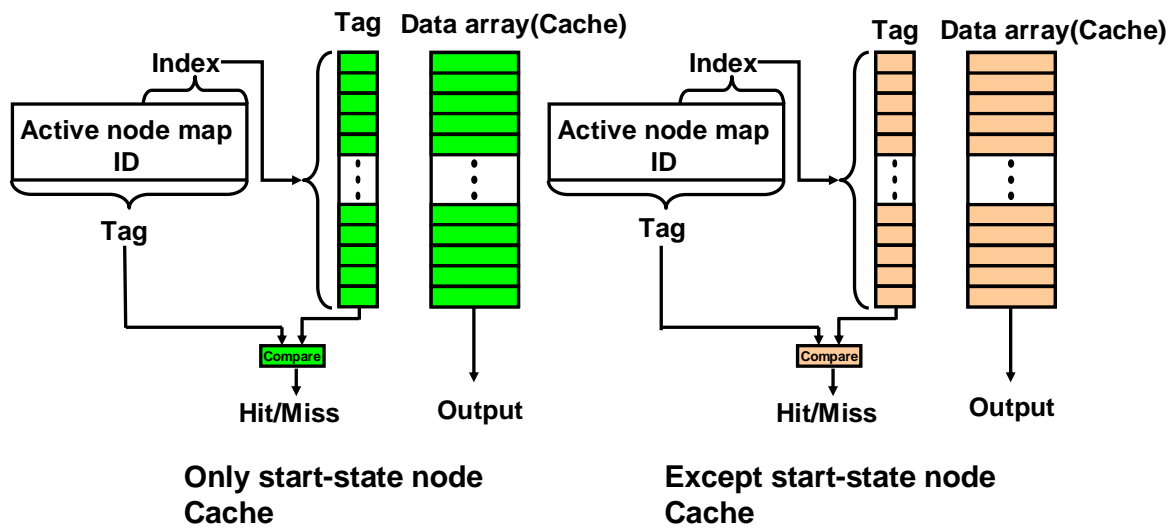 Tag
Data array(Cache)
Index
Active node map
ID
Tag
Compare
Hit/Miss
Output
Only start-state node
Cache
Tag
Data array(Cache)
Index
Active node map
ID
Tag
Compare
Hit/Miss
Output
Except start-state node
Cache